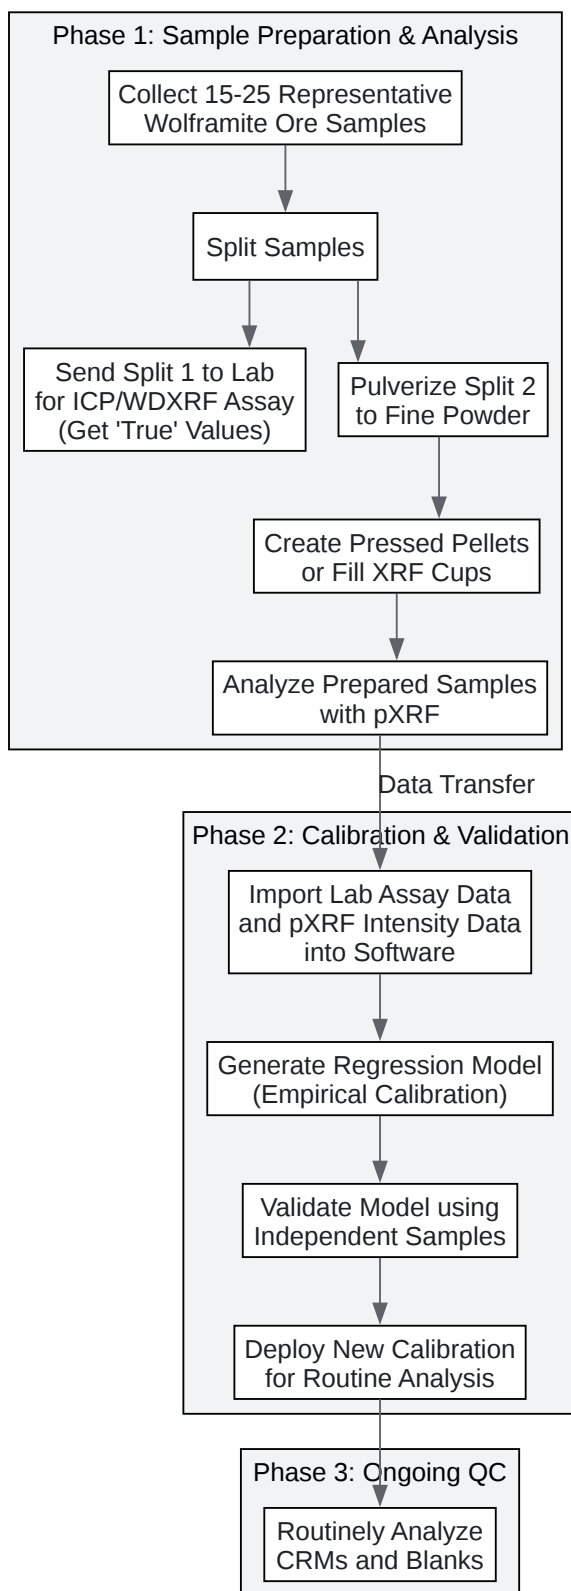 Phase 1: Sample Preparation & Analysis
Collect 15-25 Representative
Wolframite Ore Samples
Split Samples
Send Split 1 to Lab
for ICP/WDXRF Assay
(Get 'True' Values)
Pulverize Split 2
to Fine Powder
Create Pressed Pellets
or Fill XRF Cups
Analyze Prepared Samples
with pXRF
Data Transfer
Phase 2: Calibration & Validation
Import Lab Assay Data
and pXRF Intensity Data
into Software
Generate Regression Model
(Empirical Calibration)
Validate Model using
Independent Samples
Deploy New Calibration
for Routine Analysis
Phase 3: Ongoing QC
Routinely Analyze
CRMs and Blanks